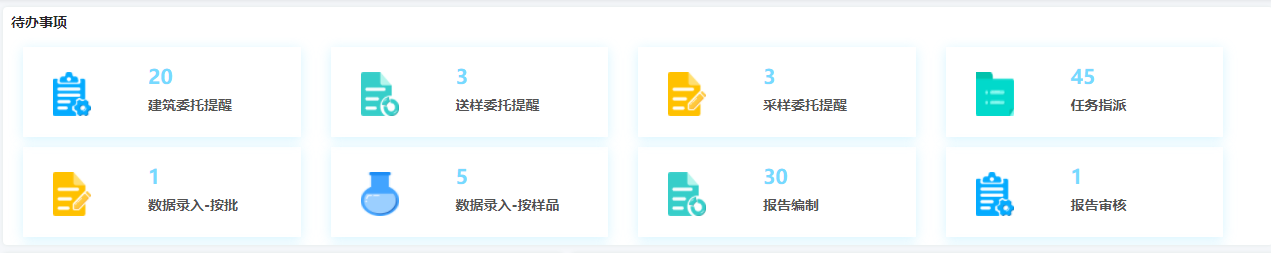 待办事项
20
建筑委托提醒
3
送样委托提醒
3
采样委托提醒
45
任务指派
1
数据录入-按批
5
数据录入-按样品
30
报告编制
1
报告审核